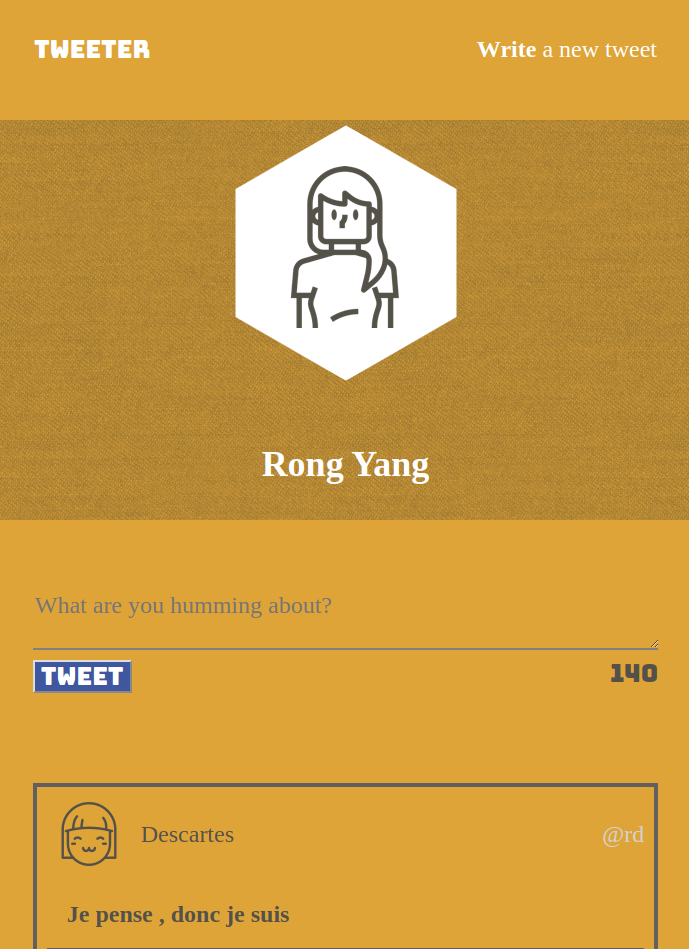 TWEETER
Write a new tweet
Rong Yang
What are you humming about?
TWEET
140
Descartes
@rd
Je pense , donc je suis